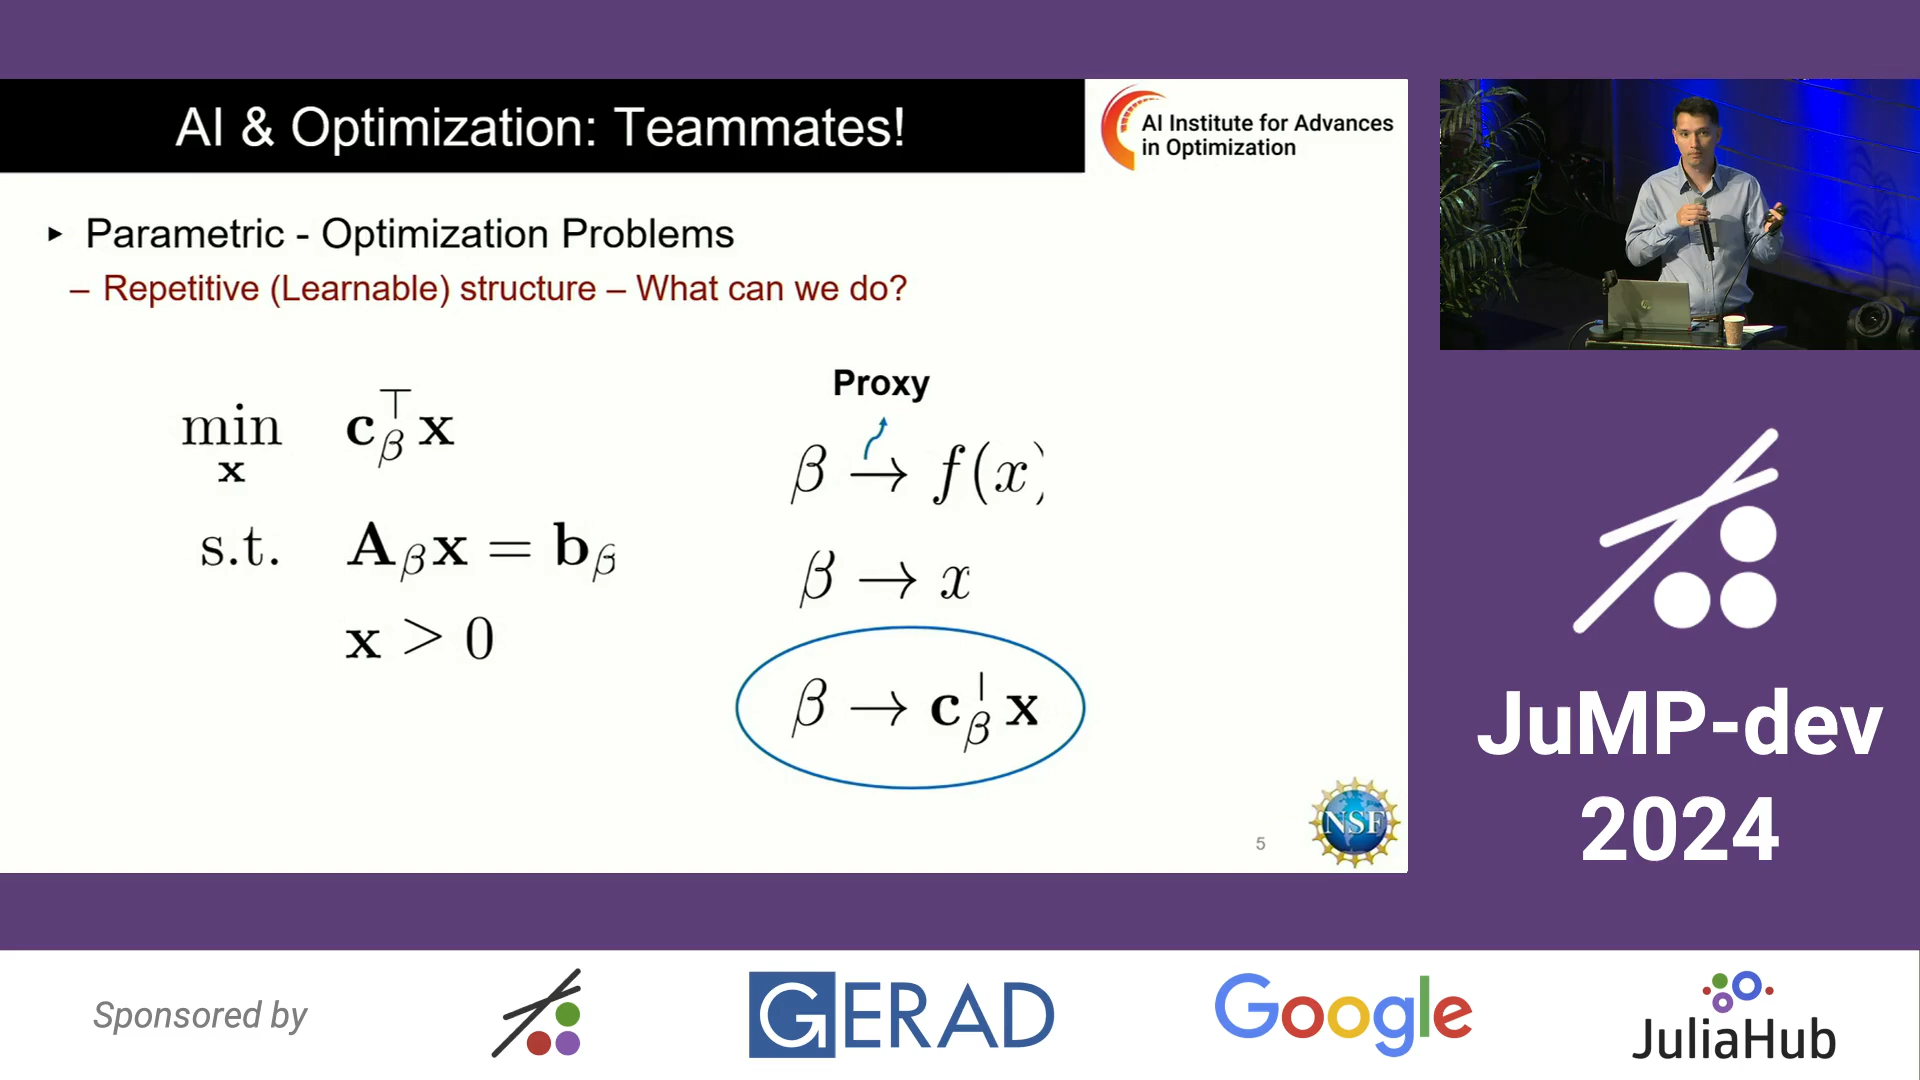 AI & Optimization: Teammates!
AI Institute for Advances
in Optimization
▸ Parametric - Optimization Problems
– Repetitive (Learnable) structure – What can we do?
min c_β^⊤ x
x
s.t. A_β x = b_β
x > 0
Proxy
β → f(x)
β → x
β → c_β^| x
5
NSF
JuMP-dev
2024
Sponsored by
GERAD
Google
JuliaHub